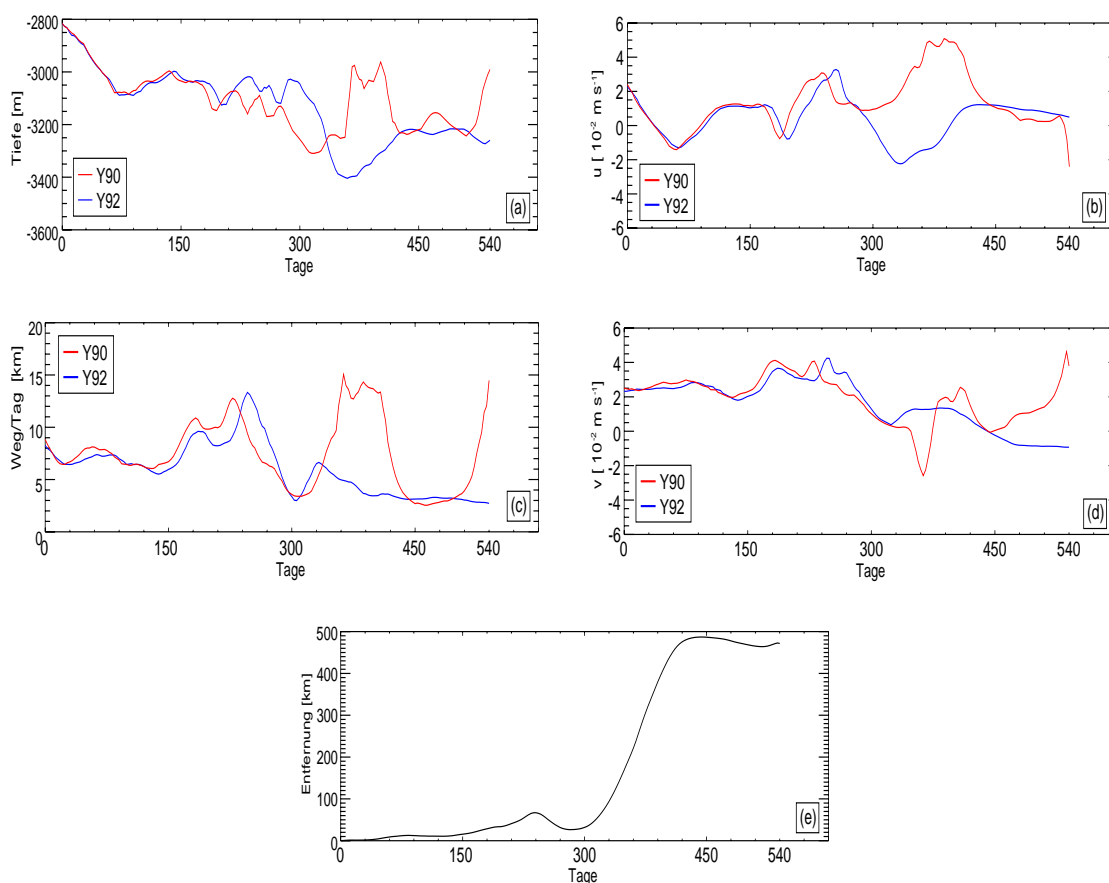 -2800
-3000
-3200
-3400
-3600
Tiefe [m]
Y90
Y92
(a)
0 150 300 450 540
Tage
6
4
2
0
-2
-4
-6
u [ 10⁻² m s⁻¹]
Y90
Y92
(b)
0 150 300 450 540
Tage
20
15
10
5
0
Weg/Tag [km]
Y90
Y92
(c)
0 150 300 450 540
Tage
6
4
2
0
-2
-4
-6
v [ 10⁻² m s⁻¹]
Y90
Y92
(d)
0 150 300 450 540
Tage
500
400
300
200
100
0
Entfernung [km]
(e)
0 150 300 450 540
Tage